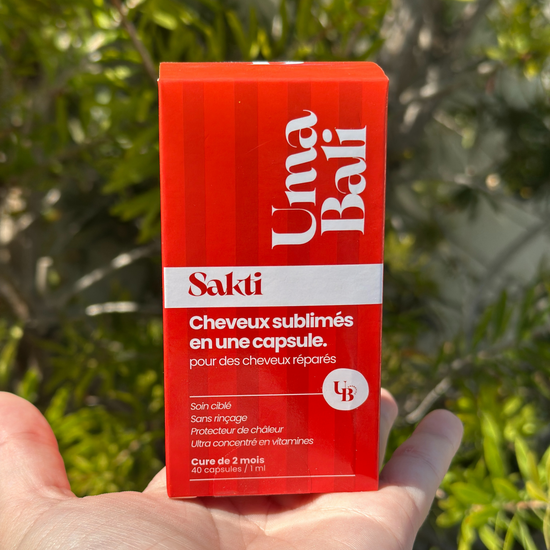 Uma
Bali
Sakti
Cheveux sublimés
en une capsule.
pour des cheveux réparés
UB
Soin ciblé
Sans rinçage
Protecteur de châleur
Ultra concentré en vitamines
Cure de 2 mois
40 capsules / 1 ml